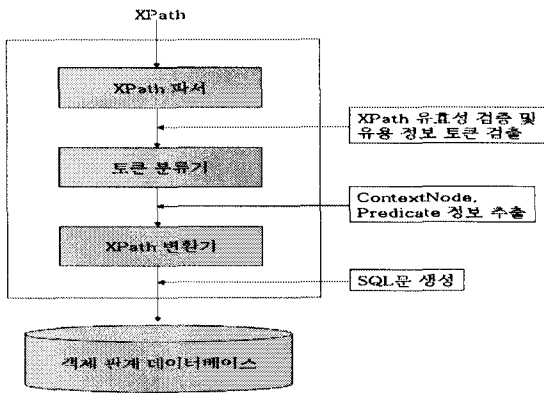 XPath
XPath 파서
XPath 유효성 검증 및
유용 정보 토큰 검출
토큰 분류기
ContextNode,
Predicate 정보 추출
XPath 변환기
SQL문 생성
객체 관계 데이터베이스